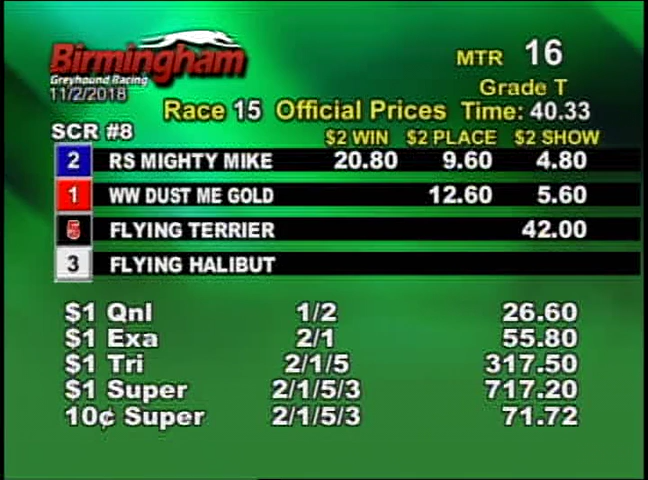 Birmingham
Greyhound Racing
11/2/2018
MTR 16
Grade T
Race 15 Official Prices Time: 40.33
SCR #8
$2 WIN $2 PLACE $2 SHOW
2 RS MIGHTY MIKE 20.80 9.60 4.80
1 WW DUST ME GOLD 12.60 5.60
5 FLYING TERRIER 42.00
3 FLYING HALIBUT
$1 Qnl 1/2 26.60
$1 Exa 2/1 55.80
$1 Tri 2/1/5 317.50
$1 Super 2/1/5/3 717.20
10¢ Super 2/1/5/3 71.72